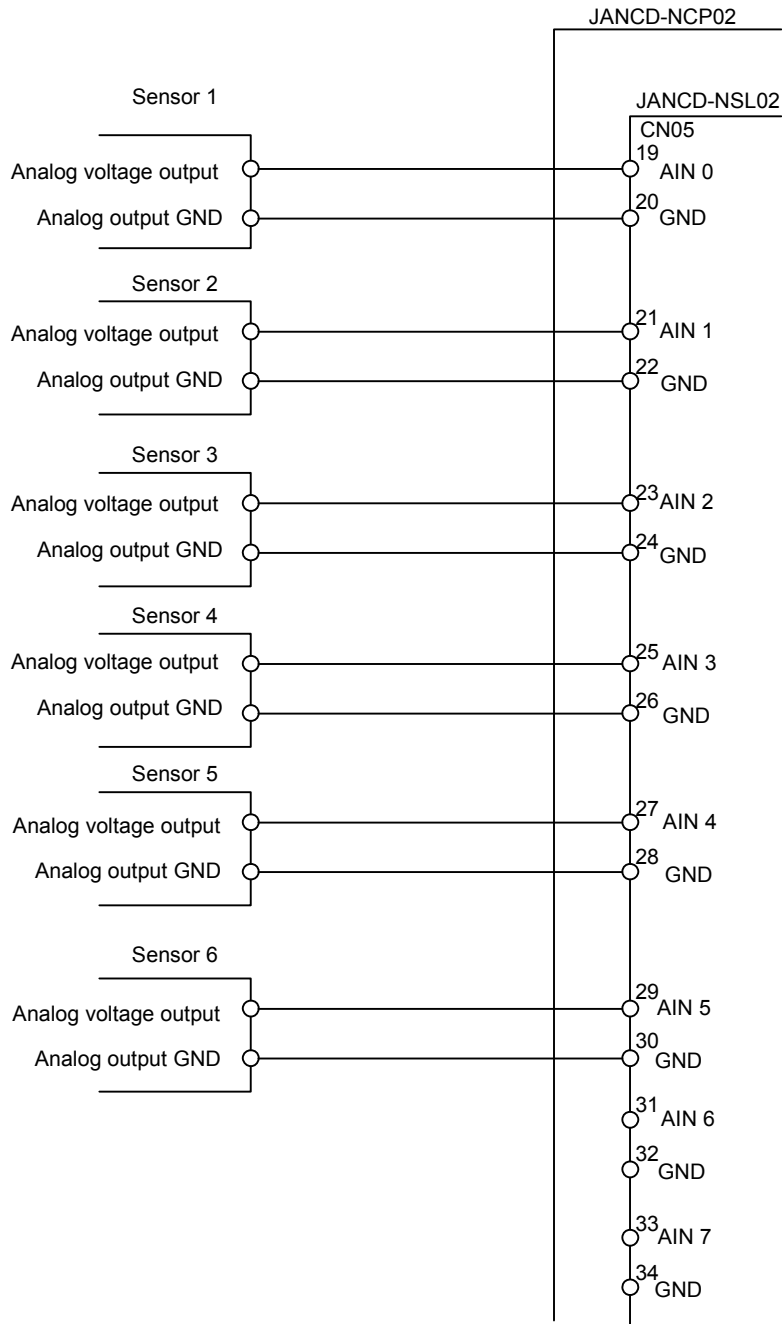 JANCD-NCP02
Sensor 1
JANCD-NSL02
CN05
Analog voltage output
19
AIN 0
Analog output GND
20
GND
Sensor 2
Analog voltage output
21
AIN 1
Analog output GND
22
GND
Sensor 3
Analog voltage output
23
AIN 2
Analog output GND
24
GND
Sensor 4
Analog voltage output
25
AIN 3
Analog output GND
26
GND
Sensor 5
Analog voltage output
27
AIN 4
Analog output GND
28
GND
Sensor 6
Analog voltage output
29
AIN 5
Analog output GND
30
GND
31
AIN 6
32
GND
33
AIN 7
34
GND